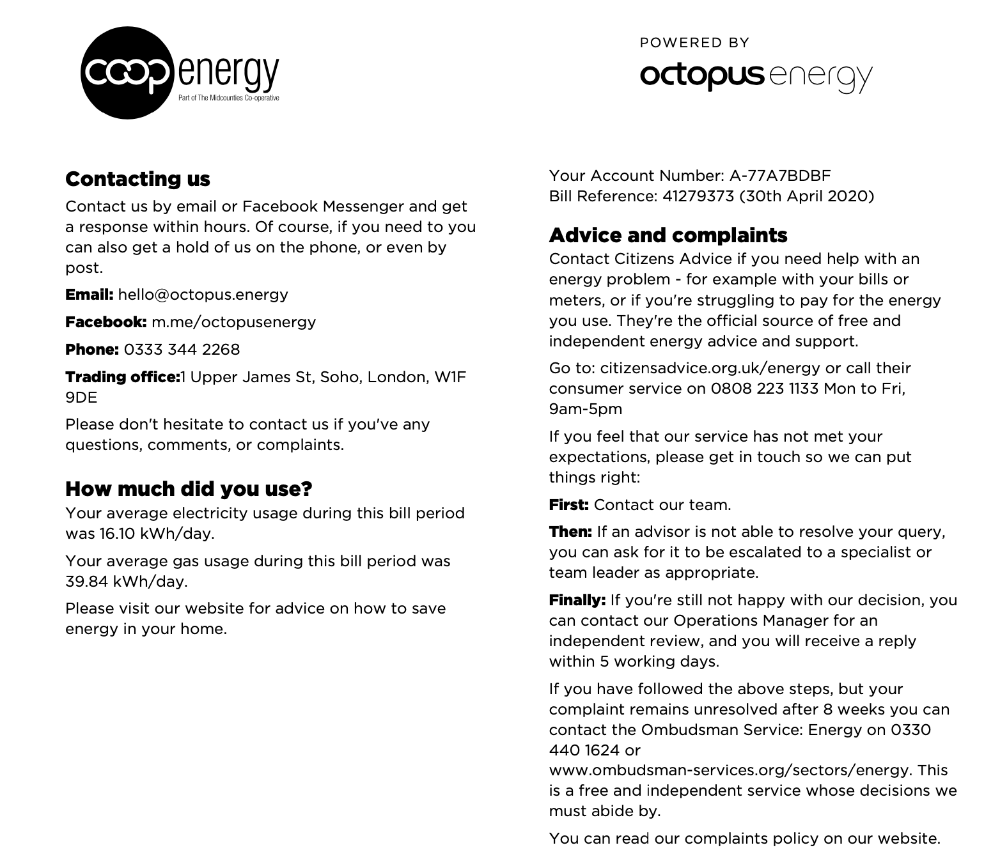 coop energy
Part of The Midcounties Co-operative
POWERED BY
octopus energy
Contacting us
Contact us by email or Facebook Messenger and get
a response within hours. Of course, if you need to you
can also get a hold of us on the phone, or even by
post.
Email: hello@octopus.energy
Facebook: m.me/octopusenergy
Phone: 0333 344 2268
Trading office:1 Upper James St, Soho, London, W1F
9DE
Please don't hesitate to contact us if you've any
questions, comments, or complaints.
How much did you use?
Your average electricity usage during this bill period
was 16.10 kWh/day.
Your average gas usage during this bill period was
39.84 kWh/day.
Please visit our website for advice on how to save
energy in your home.
Your Account Number: A-77A7BDBF
Bill Reference: 41279373 (30th April 2020)
Advice and complaints
Contact Citizens Advice if you need help with an
energy problem - for example with your bills or
meters, or if you're struggling to pay for the energy
you use. They're the official source of free and
independent energy advice and support.
Go to: citizensadvice.org.uk/energy or call their
consumer service on 0808 223 1133 Mon to Fri,
9am-5pm
If you feel that our service has not met your
expectations, please get in touch so we can put
things right:
First: Contact our team.
Then: If an advisor is not able to resolve your query,
you can ask for it to be escalated to a specialist or
team leader as appropriate.
Finally: If you're still not happy with our decision, you
can contact our Operations Manager for an
independent review, and you will receive a reply
within 5 working days.
If you have followed the above steps, but your
complaint remains unresolved after 8 weeks you can
contact the Ombudsman Service: Energy on 0330
440 1624 or
www.ombudsman-services.org/sectors/energy. This
is a free and independent service whose decisions we
must abide by.
You can read our complaints policy on our website.